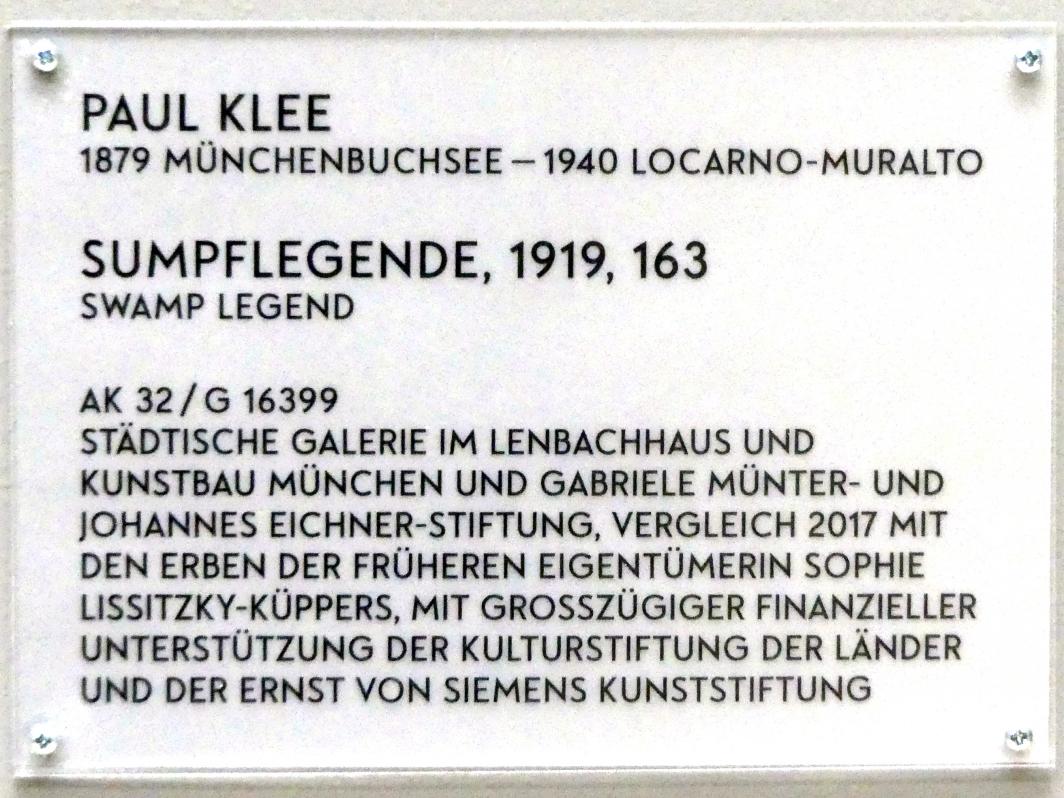 PAUL KLEE
1879 MÜNCHENBUCHSEE – 1940 LOCARNO-MURALTO
SUMPFLEGENDE, 1919, 163
SWAMP LEGEND
AK 32 / G 16399
STÄDTISCHE GALERIE IM LENBACHHAUS UND
KUNSTBAU MÜNCHEN UND GABRIELE MÜNTER- UND
JOHANNES EICHNER-STIFTUNG, VERGLEICH 2017 MIT
DEN ERBEN DER FRÜHEREN EIGENTÜMERIN SOPHIE
LISSITZKY-KÜPPERS, MIT GROSSZÜGIGER FINANZIELLER
UNTERSTÜTZUNG DER KULTURSTIFTUNG DER LÄNDER
UND DER ERNST VON SIEMENS KUNSTSTIFTUNG